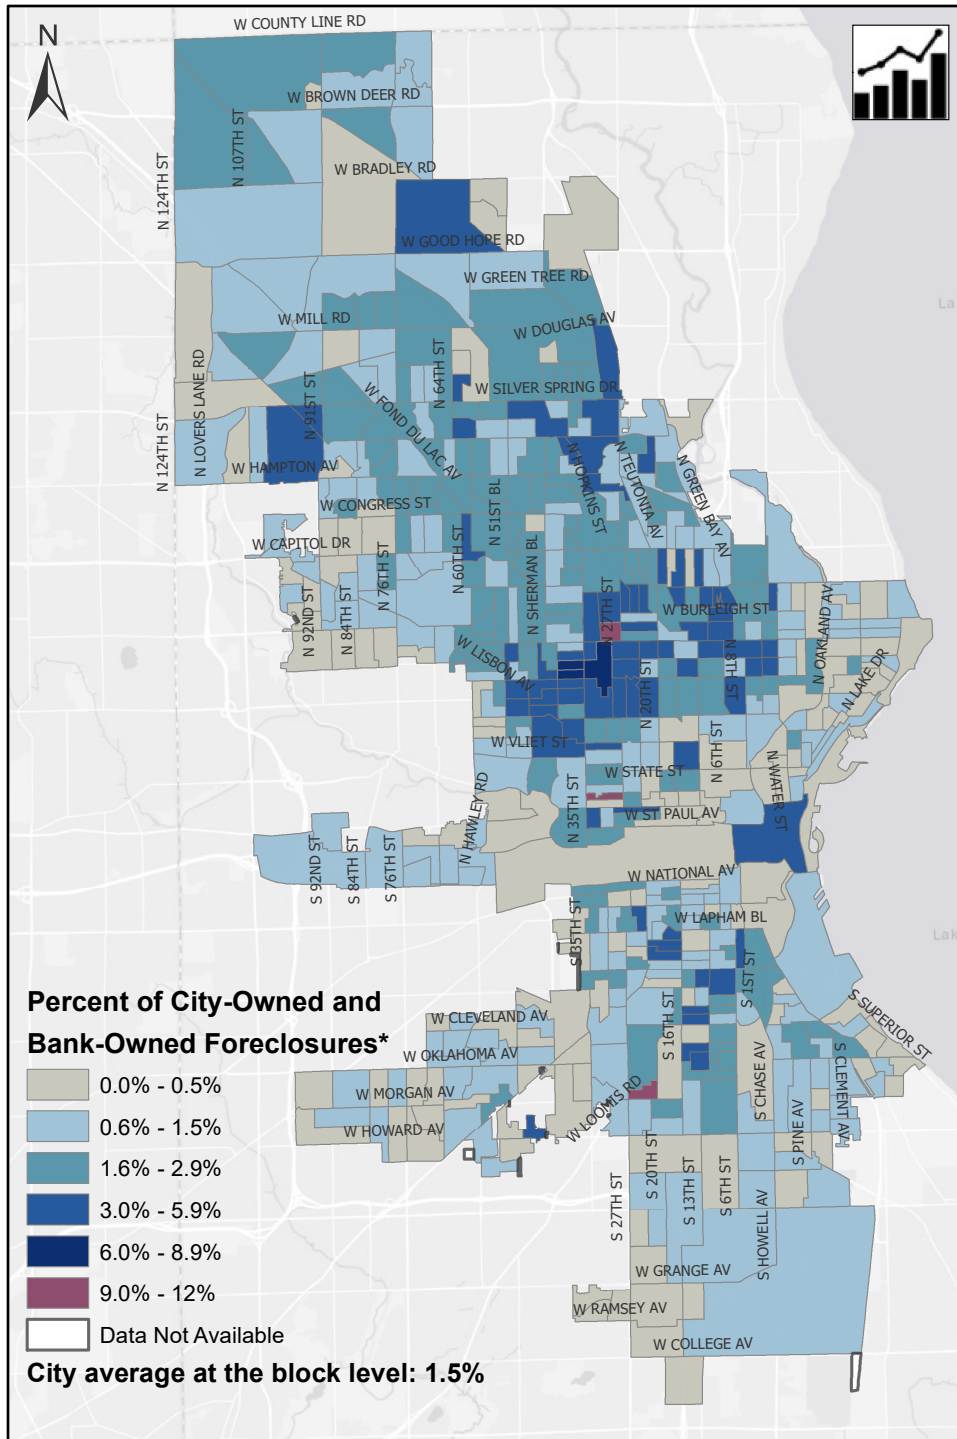 W COUNTY LINE RD
N
W BROWN DEER RD
N 107TH ST
W BRADLEY RD
N 124TH ST
W GOOD HOPE RD
W GREEN TREE RD
W MILL RD
W DOUGLAS AV
N 64TH ST
N LOVERS LANE RD
N 91ST ST
W SILVER SPRING DR
W FOND DU LAC AV
N 124TH ST
W HAMPTON AV
N HOPKINS ST
N TEUTONIA AV
N GREEN BAY AV
W CONGRESS ST
N 51ST BL
W CAPITOL DR
N 76TH ST
N 60TH ST
N SHERMAN BL
N 27TH ST
W BURLEIGH ST
N 92ND ST
N 84TH ST
N OAKLAND AV
W LISBON AV
N 20TH ST
N 8TH ST
N LAKE DR
W VLIET ST
N 6TH ST
W STATE ST
N WATER ST
N 35TH ST
N HAWLEY RD
W ST PAUL AV
S 92ND ST
S 84TH ST
S 76TH ST
W NATIONAL AV
La
S 35TH ST
W LAPHAM BL
Lak
S 1ST ST
Percent of City-Owned and
Bank-Owned Foreclosures*
0.0% - 0.5%
0.6% - 1.5%
1.6% - 2.9%
3.0% - 5.9%
6.0% - 8.9%
9.0% - 12%
Data Not Available
City average at the block level: 1.5%
W CLEVELAND AV
S 16TH ST
S SUPERIOR ST
W OKLAHOMA AV
S CHASE AV
S CLEMENT AV
W MORGAN AV
W LOOMIS RD
W HOWARD AV
S PINE AV
S 20TH ST
S 27TH ST
S 13TH ST
S 6TH ST
S HOWELL AV
W GRANGE AV
W RAMSEY AV
W COLLEGE AV